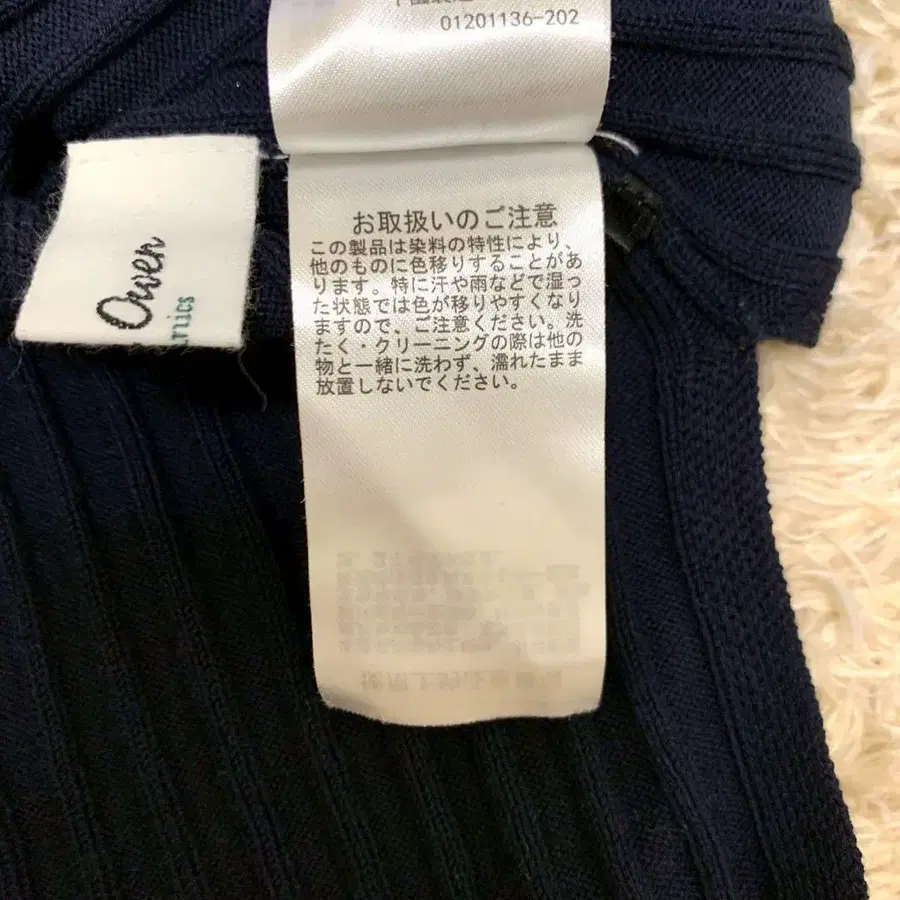 01201136-202
Owen
お取扱いのご注意
この製品は染料の特性により、
他のものに色移りすることがあ
ります。特に汗や雨などで湿っ
た状態では色が移りやすくなり
ますので、ご注意ください。洗
たく・クリーニングの際は他の
物と一緒に洗わず、濡れたまま
放置しないでください。